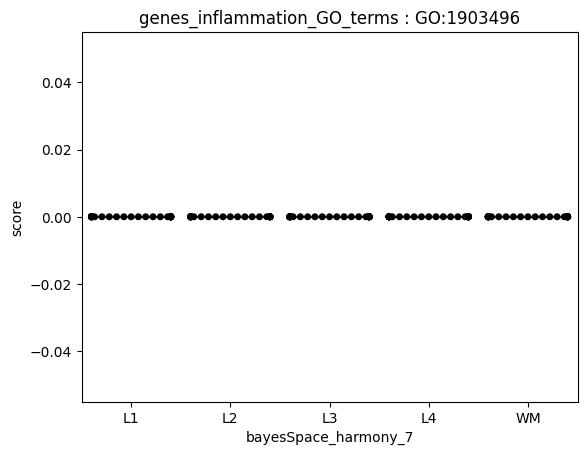 genes_inflammation_GO_terms : GO:1903496
0.04
0.02
0.00
−0.02
−0.04
score
L1 L2 L3 L4 WM
bayesSpace_harmony_7